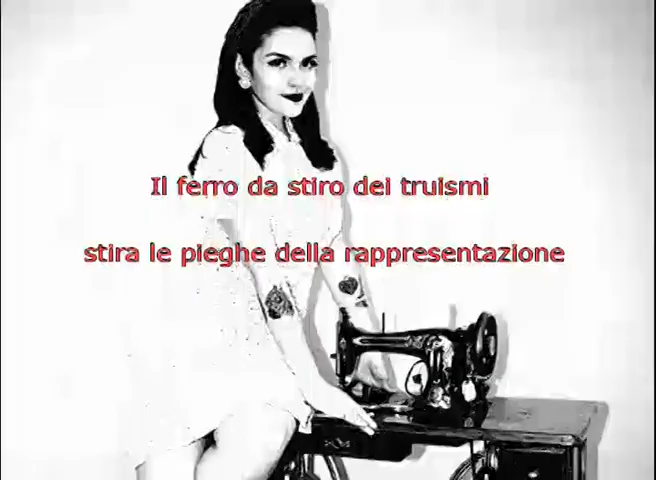 Il ferro da stiro dei truismi
stira le pieghe della rappresentazione